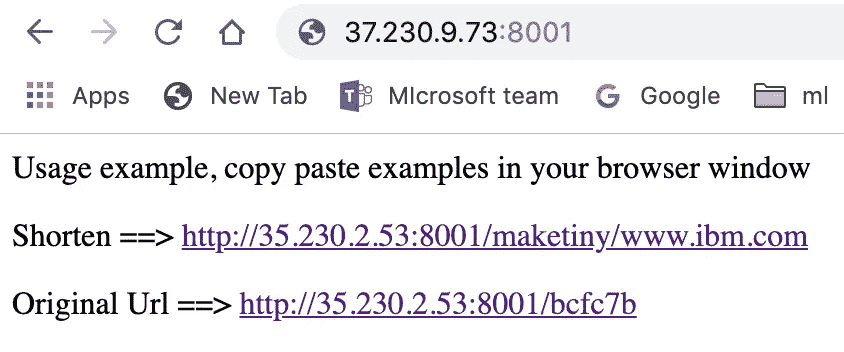 37.230.9.73:8001
Apps New Tab MIcrosoft team Google ml
Usage example, copy paste examples in your browser window
Shorten ==> http://35.230.2.53:8001/maketiny/www.ibm.com
Original Url ==> http://35.230.2.53:8001/bcfc7b